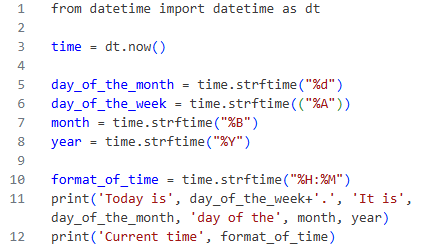 1 from datetime import datetime as dt
2
3 time = dt.now()
4
5 day_of_the_month = time.strftime("%d")
6 day_of_the_week = time.strftime(("%A"))
7 month = time.strftime("%B")
8 year = time.strftime("%Y")
9
10 format_of_time = time.strftime("%H:%M")
11 print('Today is', day_of_the_week+'.', 'It is',
day_of_the_month, 'day of the', month, year)
12 print('Current time', format_of_time)